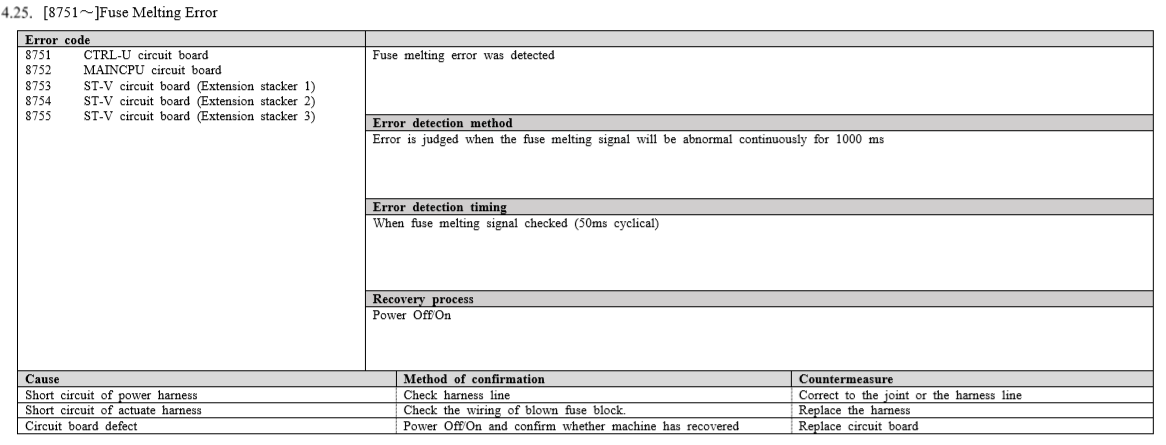 4.25. [8751～]Fuse Melting Error
Error code
8751 CTRL-U circuit board
8752 MAINCPU circuit board
8753 ST-V circuit board (Extension stacker 1)
8754 ST-V circuit board (Extension stacker 2)
8755 ST-V circuit board (Extension stacker 3)
Fuse melting error was detected
Error detection method
Error is judged when the fuse melting signal will be abnormal continuously for 1000 ms
Error detection timing
When fuse melting signal checked (50ms cyclical)
Recovery process
Power Off/On
Cause Method of confirmation Countermeasure
Short circuit of power harness Check harness line Correct to the joint or the harness line
Short circuit of actuate harness Check the wiring of blown fuse block. Replace the harness
Circuit board defect Power Off/On and confirm whether machine has recovered Replace circuit board